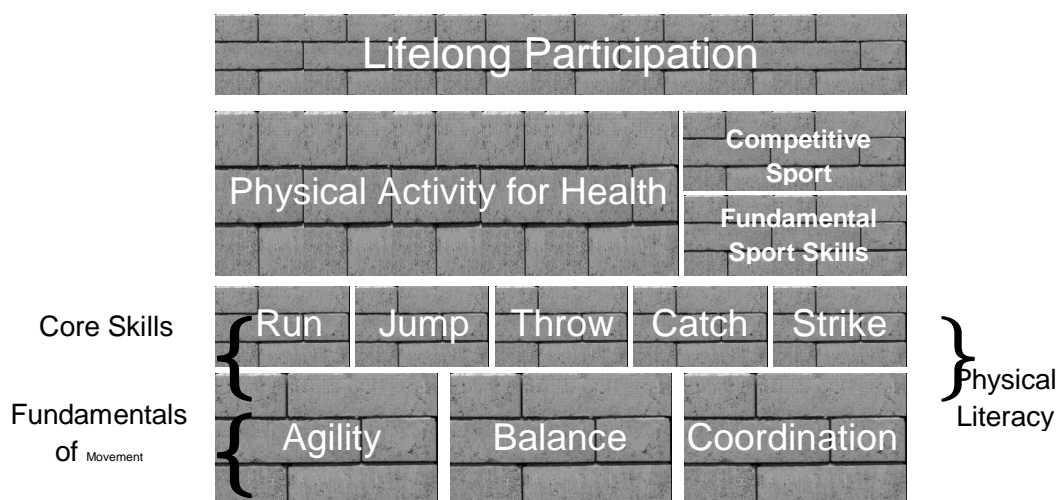 Lifelong Participation
Physical Activity for Health
Competitive
Sport
Fundamental
Sport Skills
Core Skills
Run
Jump
Throw
Catch
Strike
Physical
Literacy
Fundamentals
of Movement
Agility
Balance
Coordination